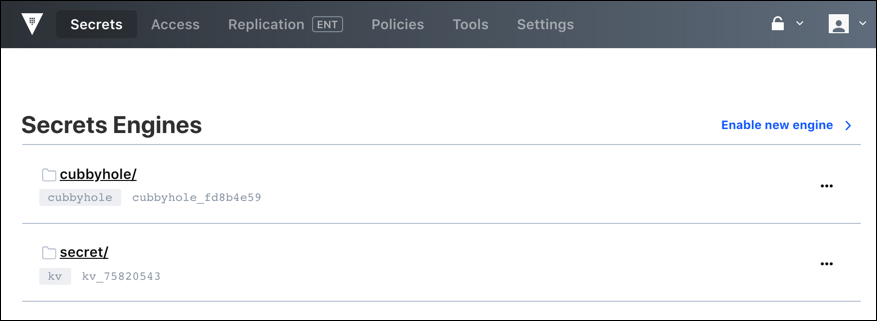 Secrets Access Replication ENT Policies Tools Settings
Secrets Engines Enable new engine
cubbyhole/
cubbyhole cubbyhole_fd8b4e59
secret/
kv kv_75820543